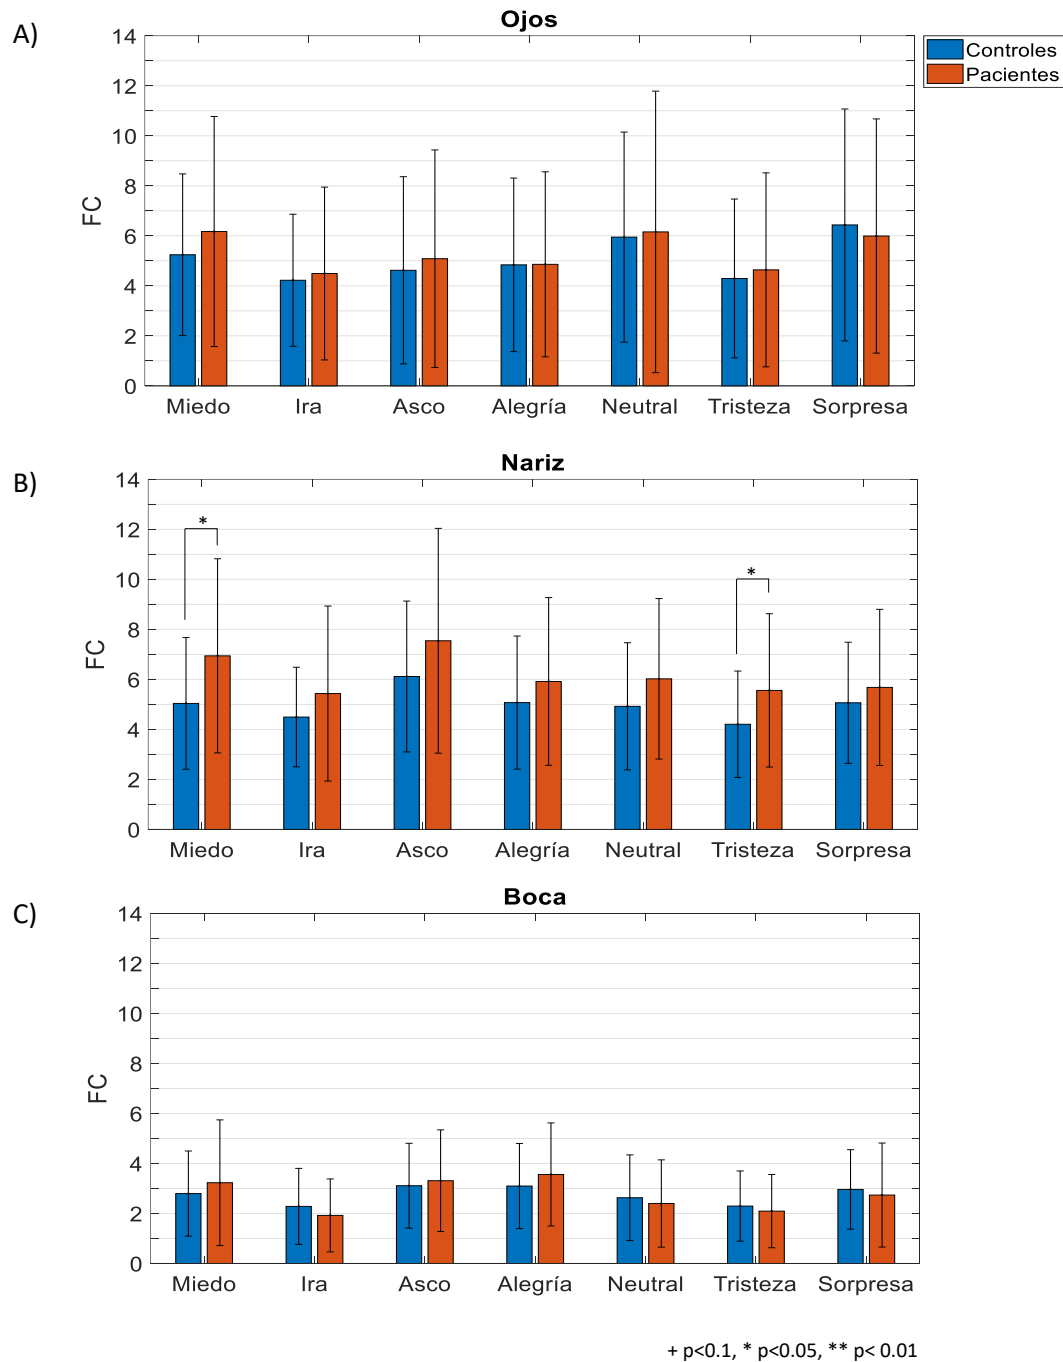 A)
Ojos
Controles
Pacientes
14
12
10
8
6
4
2
0
FC
Miedo Ira Asco Alegría Neutral Tristeza Sorpresa
B)
Nariz
14
12
10
8
6
4
2
0
FC
*
*
Miedo Ira Asco Alegría Neutral Tristeza Sorpresa
C)
Boca
14
12
10
8
6
4
2
0
FC
Miedo Ira Asco Alegría Neutral Tristeza Sorpresa
+ p<0.1, * p<0.05, ** p< 0.01